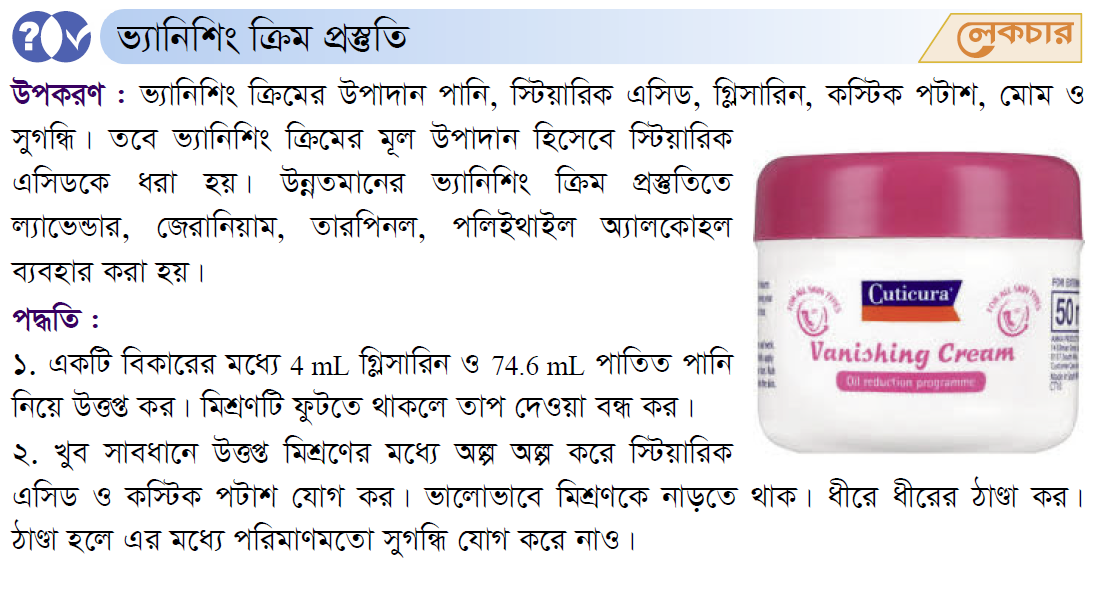 ভ্যানিশিং ক্রিম প্রস্তুতি
লেকচার
উপকরণ : ভ্যানিশিং ক্রিমের উপাদান পানি, স্টিয়ারিক এসিড, গ্লিসারিন, কস্টিক পটাশ, মোম ও
সুগন্ধি। তবে ভ্যানিশিং ক্রিমের মূল উপাদান হিসেবে স্টিয়ারিক
এসিডকে ধরা হয়। উন্নতমানের ভ্যানিশিং ক্রিম প্রস্তুতিতে
ল্যাভেন্ডার, জেরানিয়াম, তারপিনল, পলিইথাইল অ্যালকোহল
ব্যবহার করা হয়।
পদ্ধতি :
১. একটি বিকারের মধ্যে 4 mL গ্লিসারিন ও 74.6 mL পাতিত পানি
নিয়ে উত্তপ্ত কর। মিশ্রণটি ফুটতে থাকলে তাপ দেওয়া বন্ধ কর।
২. খুব সাবধানে উত্তপ্ত মিশ্রণের মধ্যে অল্প অল্প করে স্টিয়ারিক
এসিড ও কস্টিক পটাশ যোগ কর। ভালোভাবে মিশ্রণকে নাড়তে থাক। ধীরে ধীরের ঠাণ্ডা কর।
ঠাণ্ডা হলে এর মধ্যে পরিমাণমতো সুগন্ধি যোগ করে নাও।
Cuticura
FOR ALL SKIN TYPES
FOR ALL SKIN TYPES
Vanishing Cream
Oil reduction programme
50